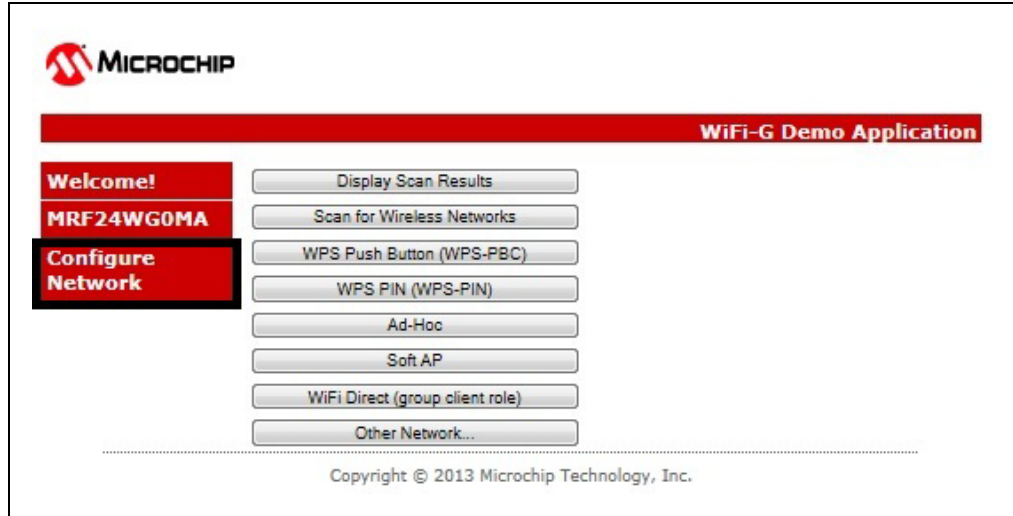 MICROCHIP
WiFi-G Demo Application
Welcome!
MRF24WG0MA
Configure
Network
Display Scan Results
Scan for Wireless Networks
WPS Push Button (WPS-PBC)
WPS PIN (WPS-PIN)
Ad-Hoc
Soft AP
WiFi Direct (group client role)
Other Network...
Copyright © 2013 Microchip Technology, Inc.